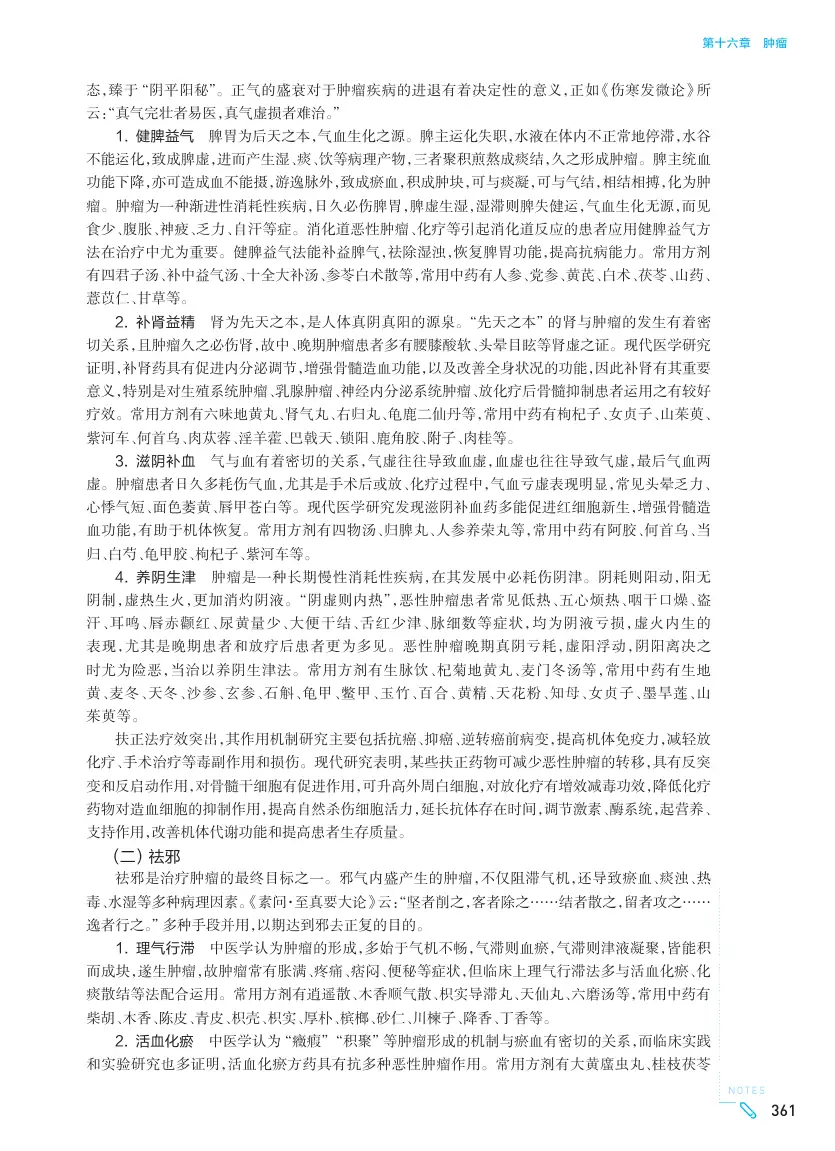 第十六章 肿瘤
态,臻于“阴平阳秘”。正气的盛衰对于肿瘤疾病的进退有着决定性的意义,正如《伤寒发微论》所
云:“真气完壮者易医,真气虚损者难治。”
1. 健脾益气 脾胃为后天之本,气血生化之源。脾主运化失职,水液在体内不正常地停滞,水谷
不能运化,致成脾虚,进而产生湿、痰、饮等病理产物,三者聚积煎熬成痰结,久之形成肿瘤。脾主统血
功能下降,亦可造成血不能摄,游逸脉外,致成瘀血,积成肿块,可与痰凝,可与气结,相结相搏,化为肿
瘤。肿瘤为一种渐进性消耗性疾病,日久必伤脾胃,脾虚生湿,湿滞则脾失健运,气血生化无源,而见
食少、腹胀、神疲、乏力、自汗等症。消化道恶性肿瘤、化疗等引起消化道反应的患者应用健脾益气方
法在治疗中尤为重要。健脾益气法能补益脾气,祛除湿浊,恢复脾胃功能,提高抗病能力。常用方剂
有四君子汤、补中益气汤、十全大补汤、参苓白术散等,常用中药有人参、党参、黄芪、白术、茯苓、山药、
薏苡仁、甘草等。
2. 补肾益精 肾为先天之本,是人体真阴真阳的源泉。“先天之本”的肾与肿瘤的发生有着密
切关系,且肿瘤久之必伤肾,故中、晚期肿瘤患者多有腰膝酸软、头晕目眩等肾虚之证。现代医学研究
证明,补肾药具有促进内分泌调节,增强骨髓造血功能,以及改善全身状况的功能,因此补肾有其重要
意义,特别是对生殖系统肿瘤、乳腺肿瘤、神经内分泌系统肿瘤、放化疗后骨髓抑制患者运用之有较好
疗效。常用方剂有六味地黄丸、肾气丸、右归丸、龟鹿二仙丹等,常用中药有枸杞子、女贞子、山茱萸、
紫河车、何首乌、肉苁蓉、淫羊藿、巴戟天、锁阳、鹿角胶、附子、肉桂等。
3. 滋阴补血 气与血有着密切的关系,气虚往往导致血虚,血虚也往往导致气虚,最后气血两
虚。肿瘤患者日久多耗伤气血,尤其是手术后或放、化疗过程中,气血亏虚表现明显,常见头晕乏力、
心悸气短、面色萎黄、唇甲苍白等。现代医学研究发现滋阴补血药多能促进红细胞新生,增强骨髓造
血功能,有助于机体恢复。常用方剂有四物汤、归脾丸、人参养荣丸等,常用中药有阿胶、何首乌、当
归、白芍、龟甲胶、枸杞子、紫河车等。
4. 养阴生津 肿瘤是一种长期慢性消耗性疾病,在其发展中必耗伤阴津。阴耗则阳动,阳无
阴制,虚热生火,更加消灼阴液。“阴虚则内热”,恶性肿瘤患者常见低热、五心烦热、咽干口燥、盗
汗、耳鸣、唇赤颧红、尿黄量少、大便干结、舌红少津、脉细数等症状,均为阴液亏损,虚火内生的
表现,尤其是晚期患者和放疗后患者更为多见。恶性肿瘤晚期真阴亏耗,虚阳浮动,阴阳离决之
时尤为险恶,当治以养阴生津法。常用方剂有生脉饮、杞菊地黄丸、麦门冬汤等,常用中药有生地
黄、麦冬、天冬、沙参、玄参、石斛、龟甲、鳖甲、玉竹、百合、黄精、天花粉、知母、女贞子、墨旱莲、山
茱萸等。
扶正法疗效突出,其作用机制研究主要包括抗癌、抑癌、逆转癌前病变,提高机体免疫力,减轻放
化疗、手术治疗等毒副作用和损伤。现代研究表明,某些扶正药物可减少恶性肿瘤的转移,具有反突
变和反启动作用,对骨髓干细胞有促进作用,可升高外周白细胞,对放化疗有增效减毒功效,降低化疗
药物对造血细胞的抑制作用,提高自然杀伤细胞活力,延长抗体存在时间,调节激素、酶系统,起营养、
支持作用,改善机体代谢功能和提高患者生存质量。
(二)祛邪
祛邪是治疗肿瘤的最终目标之一。邪气内盛产生的肿瘤,不仅阻滞气机,还导致瘀血、痰浊、热
毒、水湿等多种病理因素。《素问·至真要大论》云:“坚者削之,客者除之……结者散之,留者攻之……
逸者行之。”多种手段并用,以期达到邪去正复的目的。
1. 理气行滞 中医学认为肿瘤的形成,多始于气机不畅,气滞则血瘀,气滞则津液凝聚,皆能积
而成块,遂生肿瘤,故肿瘤常有胀满、疼痛、痞闷、便秘等症状,但临床上理气行滞法多与活血化瘀、化
痰散结等法配合运用。常用方剂有逍遥散、木香顺气散、枳实导滞丸、天仙丸、六磨汤等,常用中药有
柴胡、木香、陈皮、青皮、枳壳、枳实、厚朴、槟榔、砂仁、川楝子、降香、丁香等。
2. 活血化瘀 中医学认为“癥瘕”“积聚”等肿瘤形成的机制与瘀血有密切的关系,而临床实践
和实验研究也多证明,活血化瘀方药具有抗多种恶性肿瘤作用。常用方剂有大黄䗪虫丸、桂枝茯苓
NOTES
361